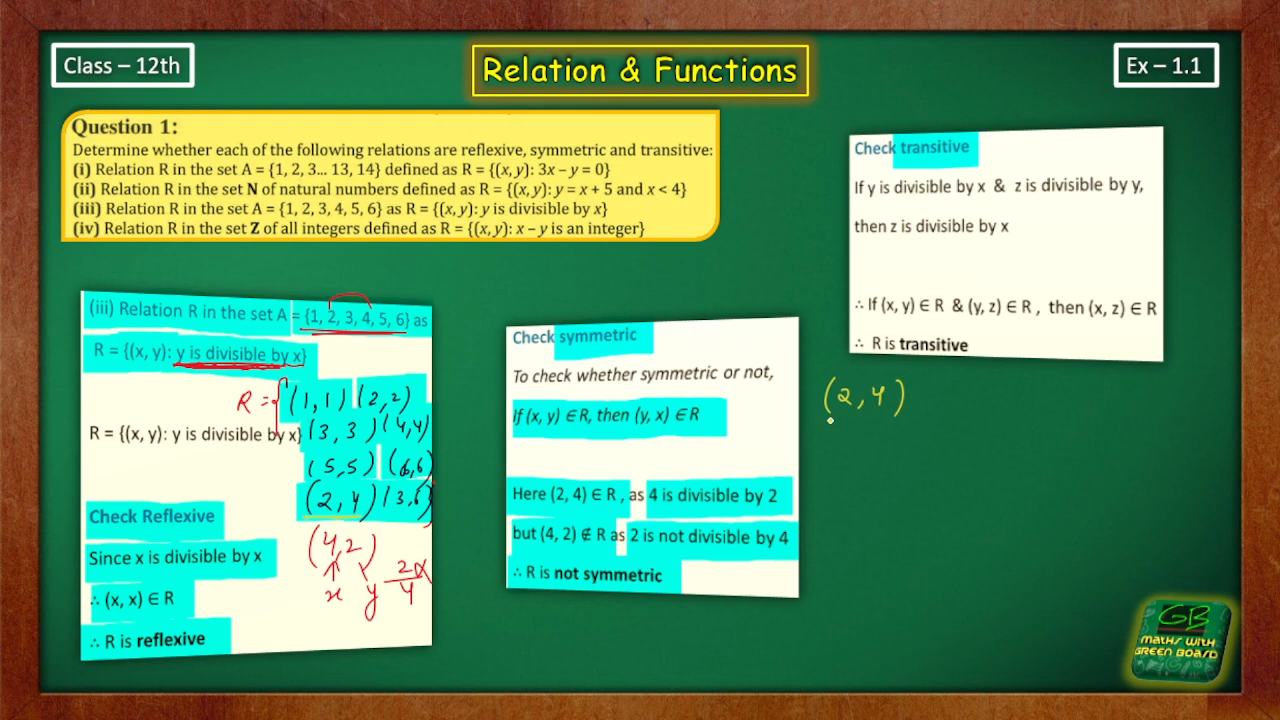 Class – 12th
Relation & Functions
Ex – 1.1
Question 1:
Determine whether each of the following relations are reflexive, symmetric and transitive:
(i) Relation R in the set A = {1, 2, 3... 13, 14} defined as R = {(x, y): 3x – y = 0}
(ii) Relation R in the set N of natural numbers defined as R = {(x, y): y = x + 5 and x < 4}
(iii) Relation R in the set A = {1, 2, 3, 4, 5, 6} as R = {(x, y): y is divisible by x}
(iv) Relation R in the set Z of all integers defined as R = {(x, y): x – y is an integer}
(iii) Relation R in the set A = {1, 2, 3, 4, 5, 6} as
R = {(x, y): y is divisible by x}
R = { (1,1) (2,2)
R = {(x, y): y is divisible by x}
(3,3) (4,4)
(5,5) (6,6)
(2,4) (3,6)
Check Reflexive
(4,2)
Since x is divisible by x
x y 2/4
∴ (x, x) ∈ R
∴ R is reflexive
Check symmetric
To check whether symmetric or not,
If (x, y) ∈ R, then (y, x) ∈ R
Here (2, 4) ∈ R , as 4 is divisible by 2
but (4, 2) ∉ R as 2 is not divisible by 4
∴ R is not symmetric
Check transitive
If y is divisible by x & z is divisible by y,
then z is divisible by x
∴ If (x, y) ∈ R & (y, z) ∈ R , then (x, z) ∈ R
∴ R is transitive
(2,4)
GB
MATHS WITH
GREEN BOARD